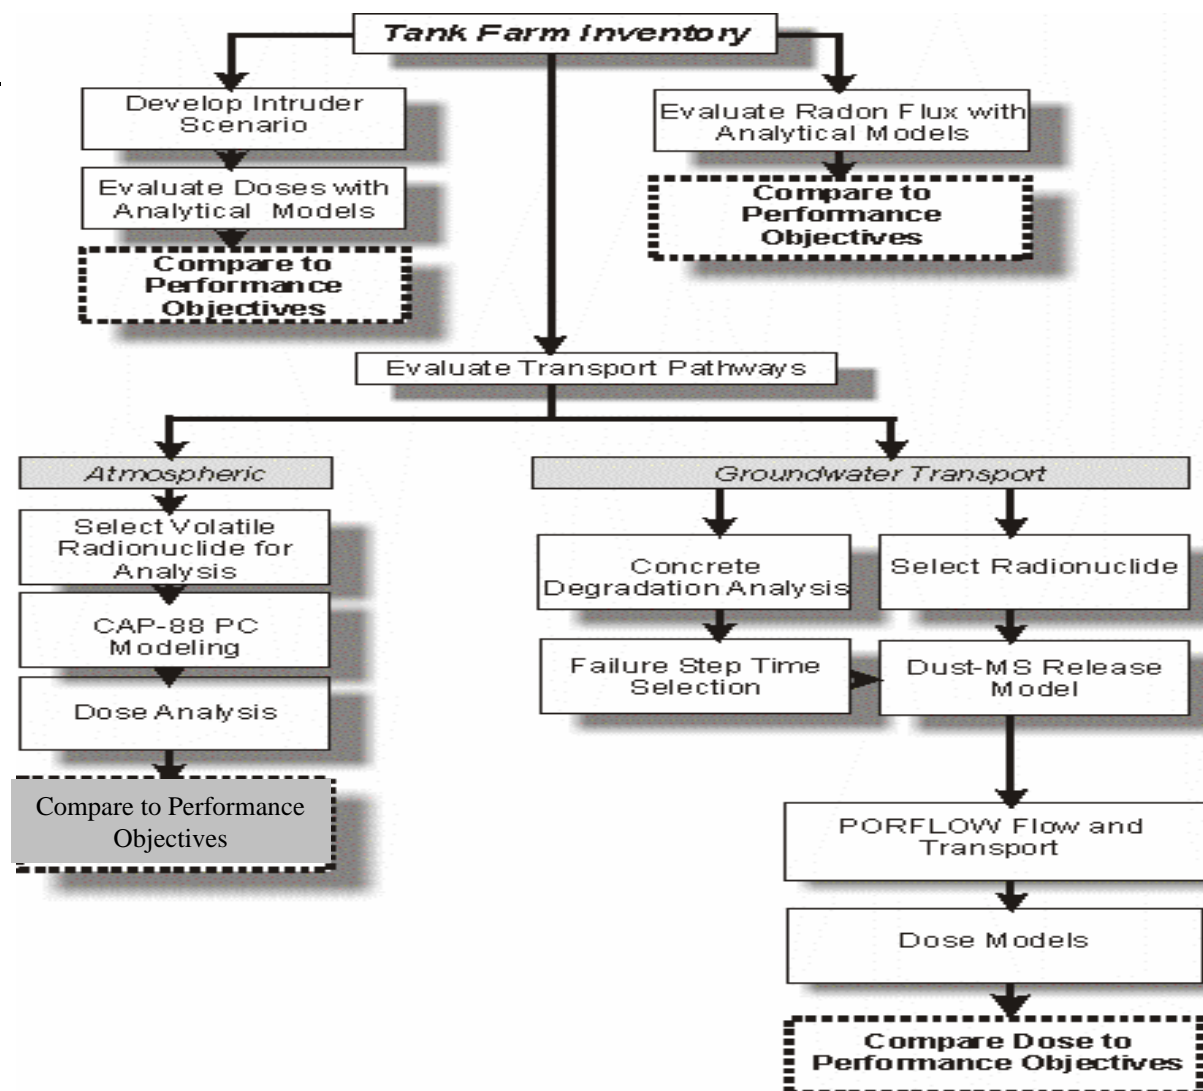 Tank Farm Inventory
Develop Intruder
Scenario
Evaluate Doses with
Analytical Models
Compare to
Performance
Objectives
Evaluate Radon Flux with
Analytical Models
Compare to
Performance
Objectives
Evaluate Transport Pathways
Atmospheric
Select Volatile
Radionuclide for
Analysis
CAP-88 PC
Modeling
Dose Analysis
Compare to Performance
Objectives
Groundwater Transport
Concrete
Degradation Analysis
Failure Step Time
Selection
Select Radionuclide
Dust-MS Release
Model
PORFLOW Flow and
Transport
Dose Models
Compare Dose to
Performance Objectives